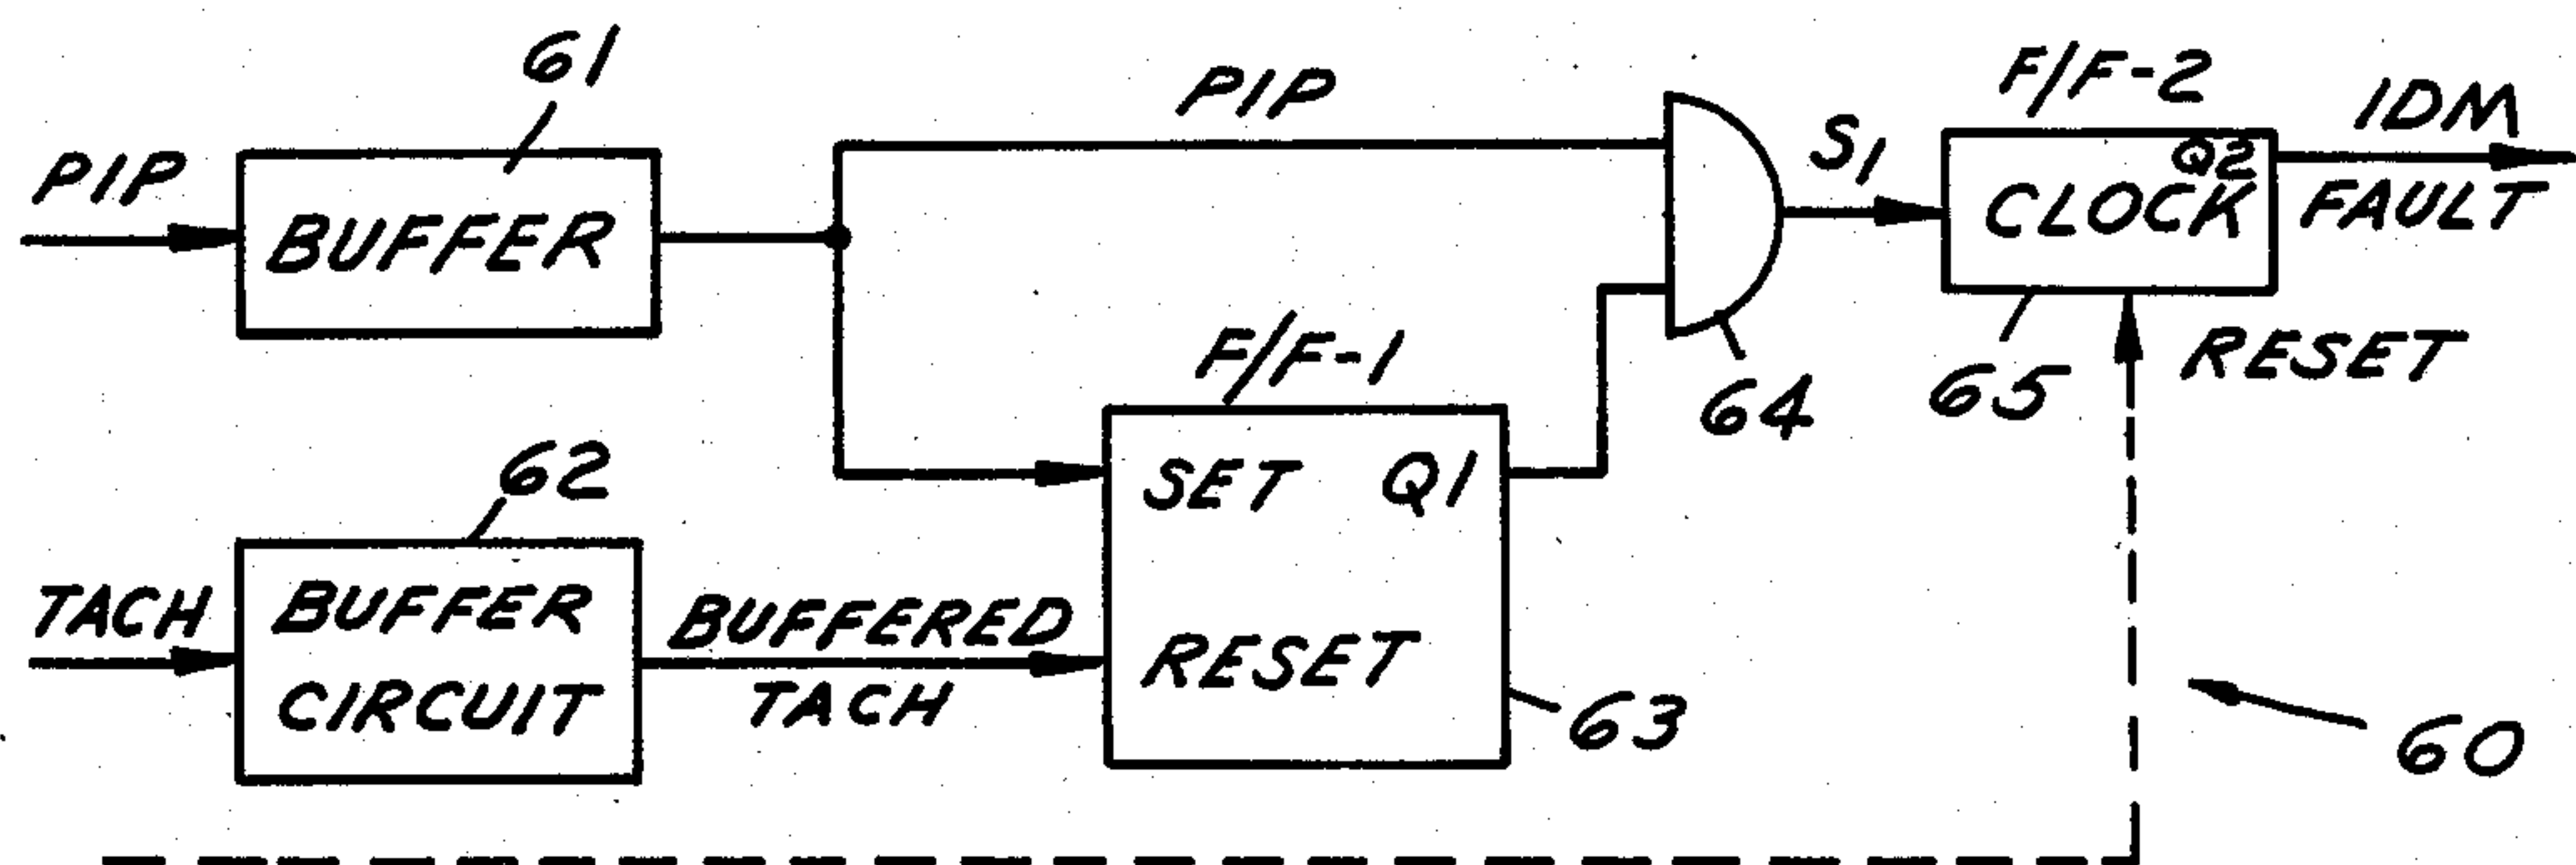 61
PIP
BUFFER
PIP
S1
F/F-2
Q2
CLOCK
IDM
FAULT
64
65
RESET
F/F-1
SET Q1
RESET
63
62
TACH
BUFFER
CIRCUIT
BUFFERED
TACH
60